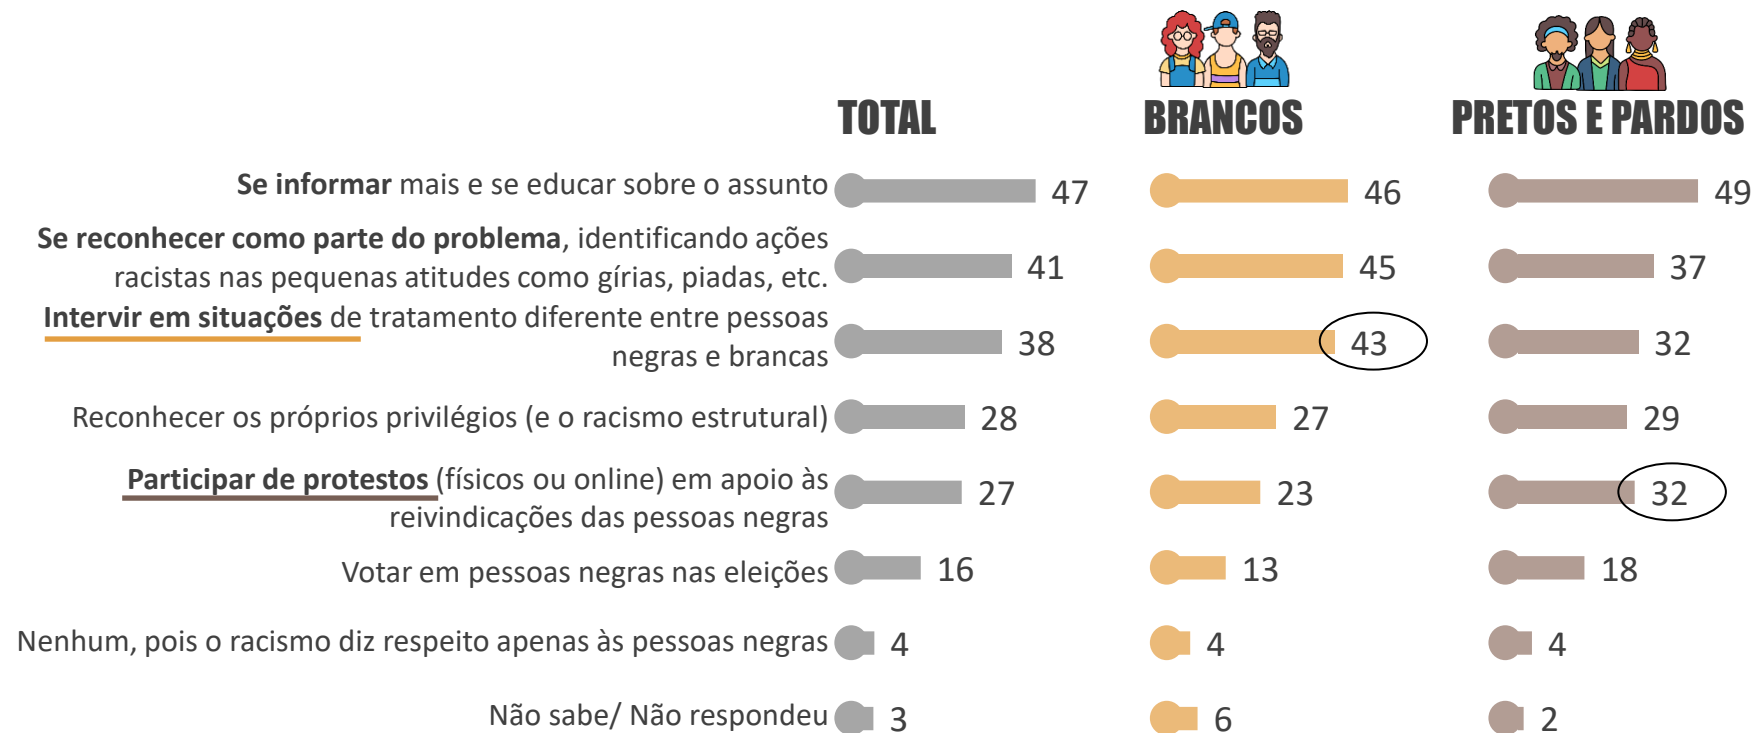 TOTAL BRANCOS PRETOS E PARDOS
Se informar mais e se educar sobre o assunto 47 46 49
Se reconhecer como parte do problema, identificando ações
racistas nas pequenas atitudes como gírias, piadas, etc. 41 45 37
Intervir em situações de tratamento diferente entre pessoas
negras e brancas 38 43 32
Reconhecer os próprios privilégios (e o racismo estrutural) 28 27 29
Participar de protestos (físicos ou online) em apoio às
reivindicações das pessoas negras 27 23 32
Votar em pessoas negras nas eleições 16 13 18
Nenhum, pois o racismo diz respeito apenas às pessoas negras 4 4 4
Não sabe/ Não respondeu 3 6 2